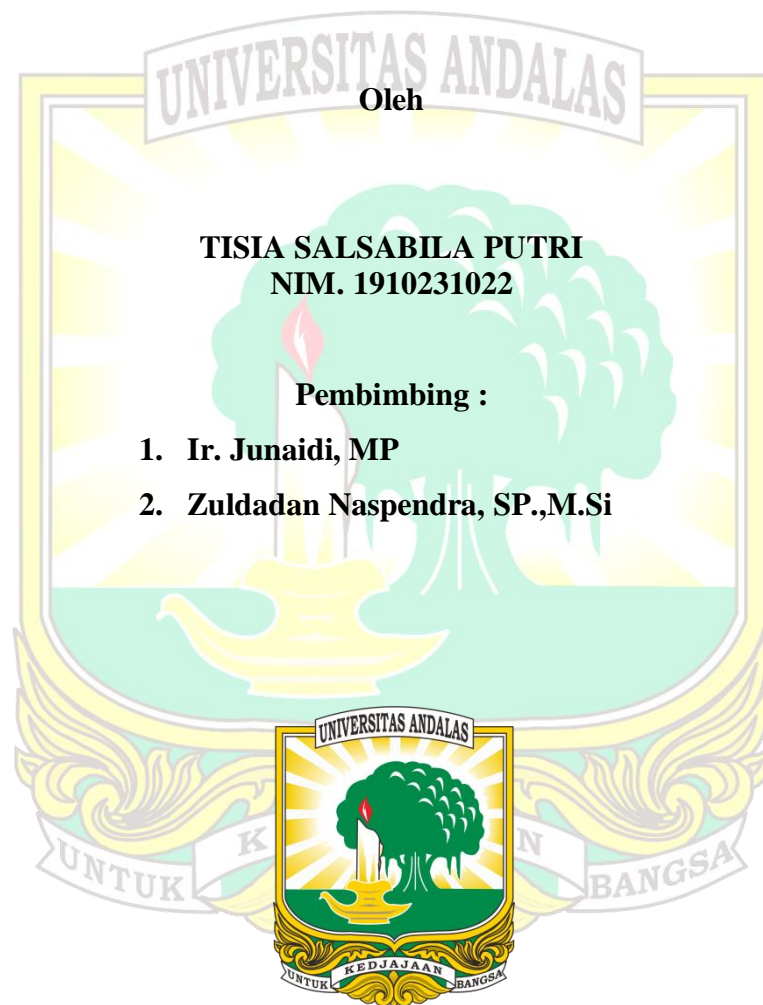 UNIVERSITAS ANDALAS
Oleh
TISIA SALSABILA PUTRI
NIM. 1910231022
Pembimbing :
1. Ir. Junaidi, MP
2. Zuldadan Naspendra, SP.,M.Si
UNIVERSITAS ANDALAS
UNTUK K N BANGSA
UNTUK KEDJAJAAN BANGSA